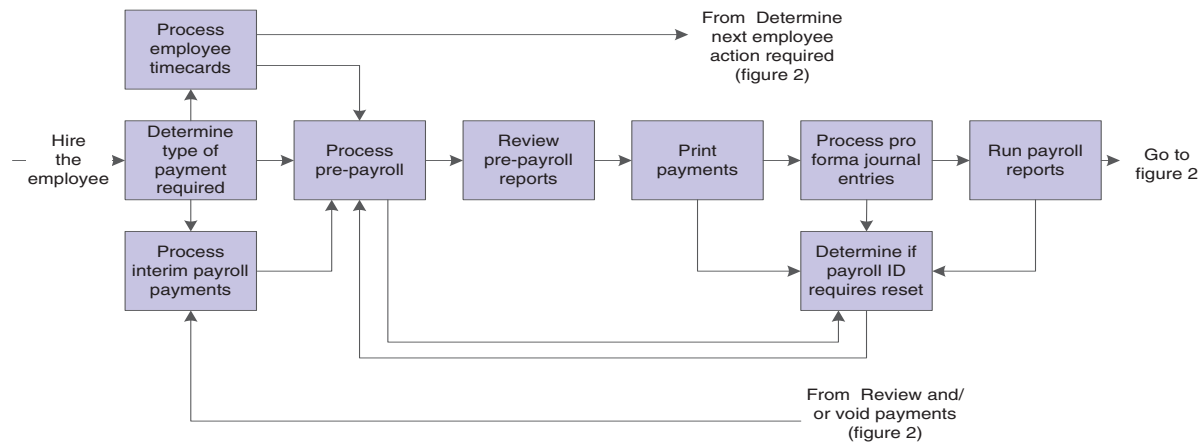 Process
employee
timecards
From Determine
next employee
action required
(figure 2)
Hire
the
employee
Determine
type of
payment
required
Process
pre-payroll
Review
pre-payroll
reports
Print
payments
Process pro
forma journal
entries
Run payroll
reports
Go to
figure 2
Process
interim payroll
payments
Determine if
payroll ID
requires reset
From Review and/
or void payments
(figure 2)